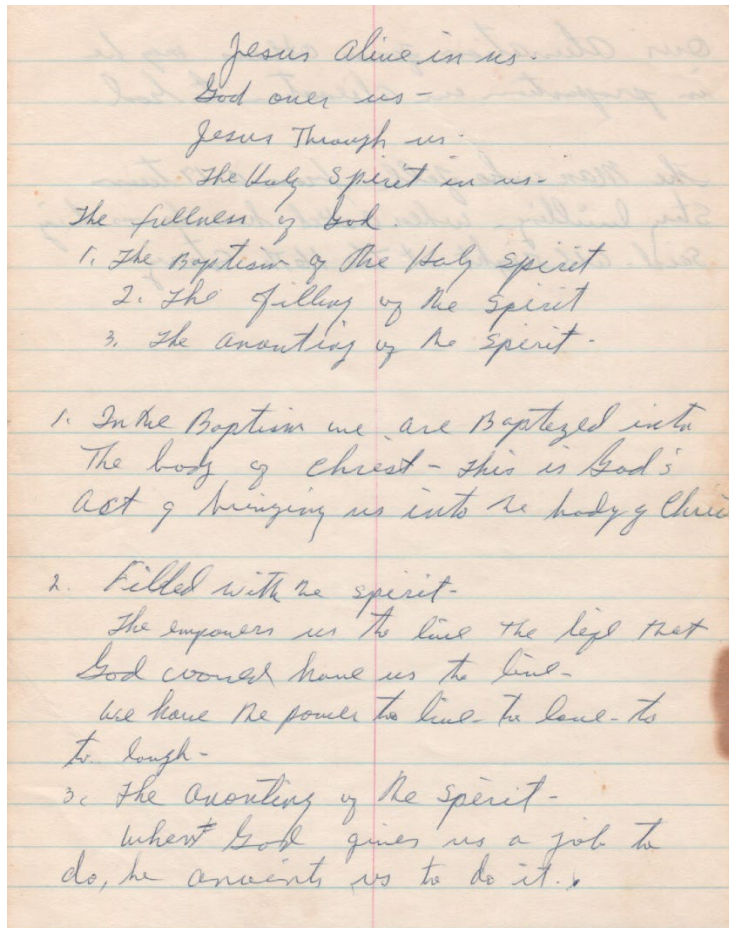 Jesus alive in us.
God over us -
Jesus Through us.
The Holy Spirit in us -
The fullness of God.
1. The Baptism of the Holy Spirit
2. The filling of the Spirit
3. The anointing of the Spirit -
1. In the Baptism we are Baptized into
The body of Christ - This is God's
act of bringing us into the body of Chris
2. Filled with the spirit -
The empowers us to live the life that
God would have us to live -
We have the power to live - to love - to
to laugh -
3. The anointing of the Spirit -
When God gives us a job to
do, he anoints us to do it.